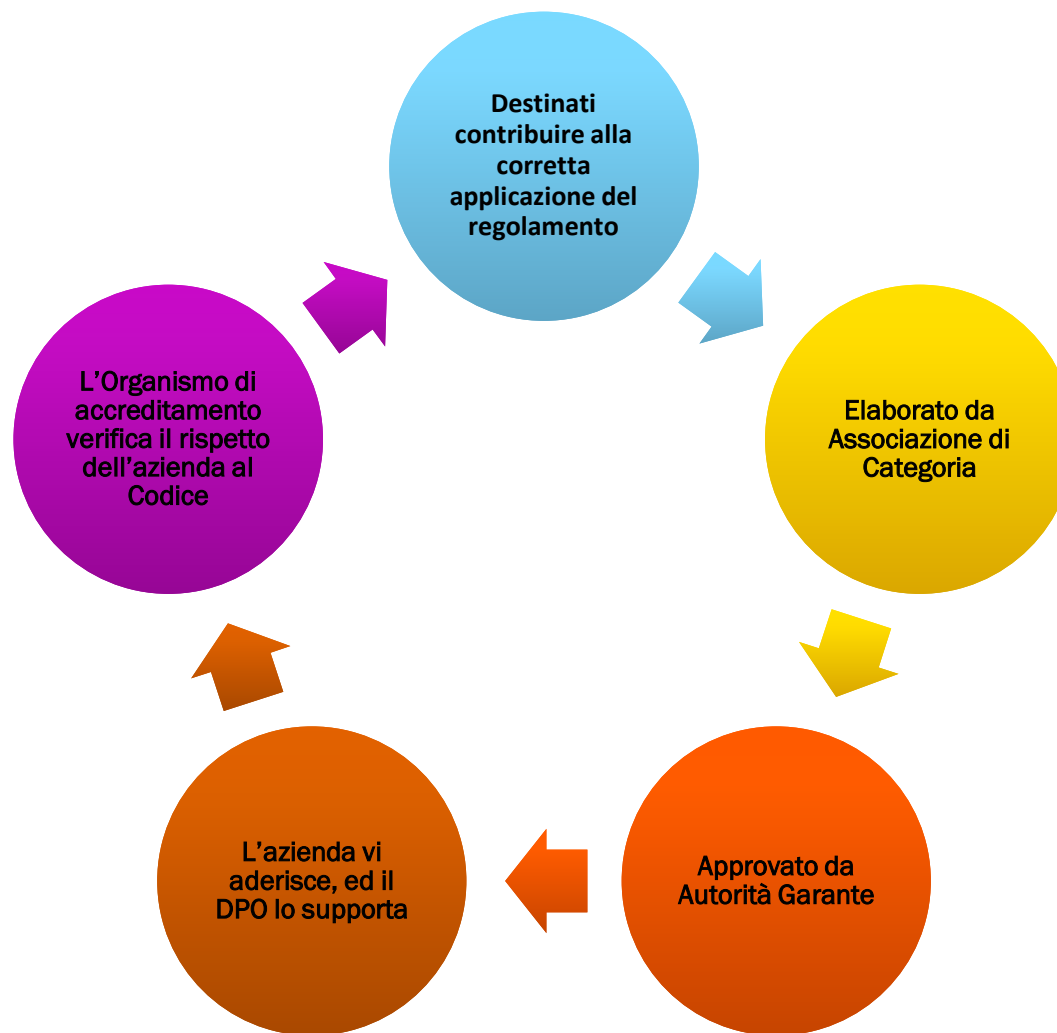 Destinati
contribuire alla
corretta
applicazione del
regolamento
Elaborato da
Associazione di
Categoria
Approvato da
Autorità Garante
L'azienda vi
aderisce, ed il
DPO lo supporta
L'Organismo di
accreditamento
verifica il rispetto
dell'azienda al
Codice